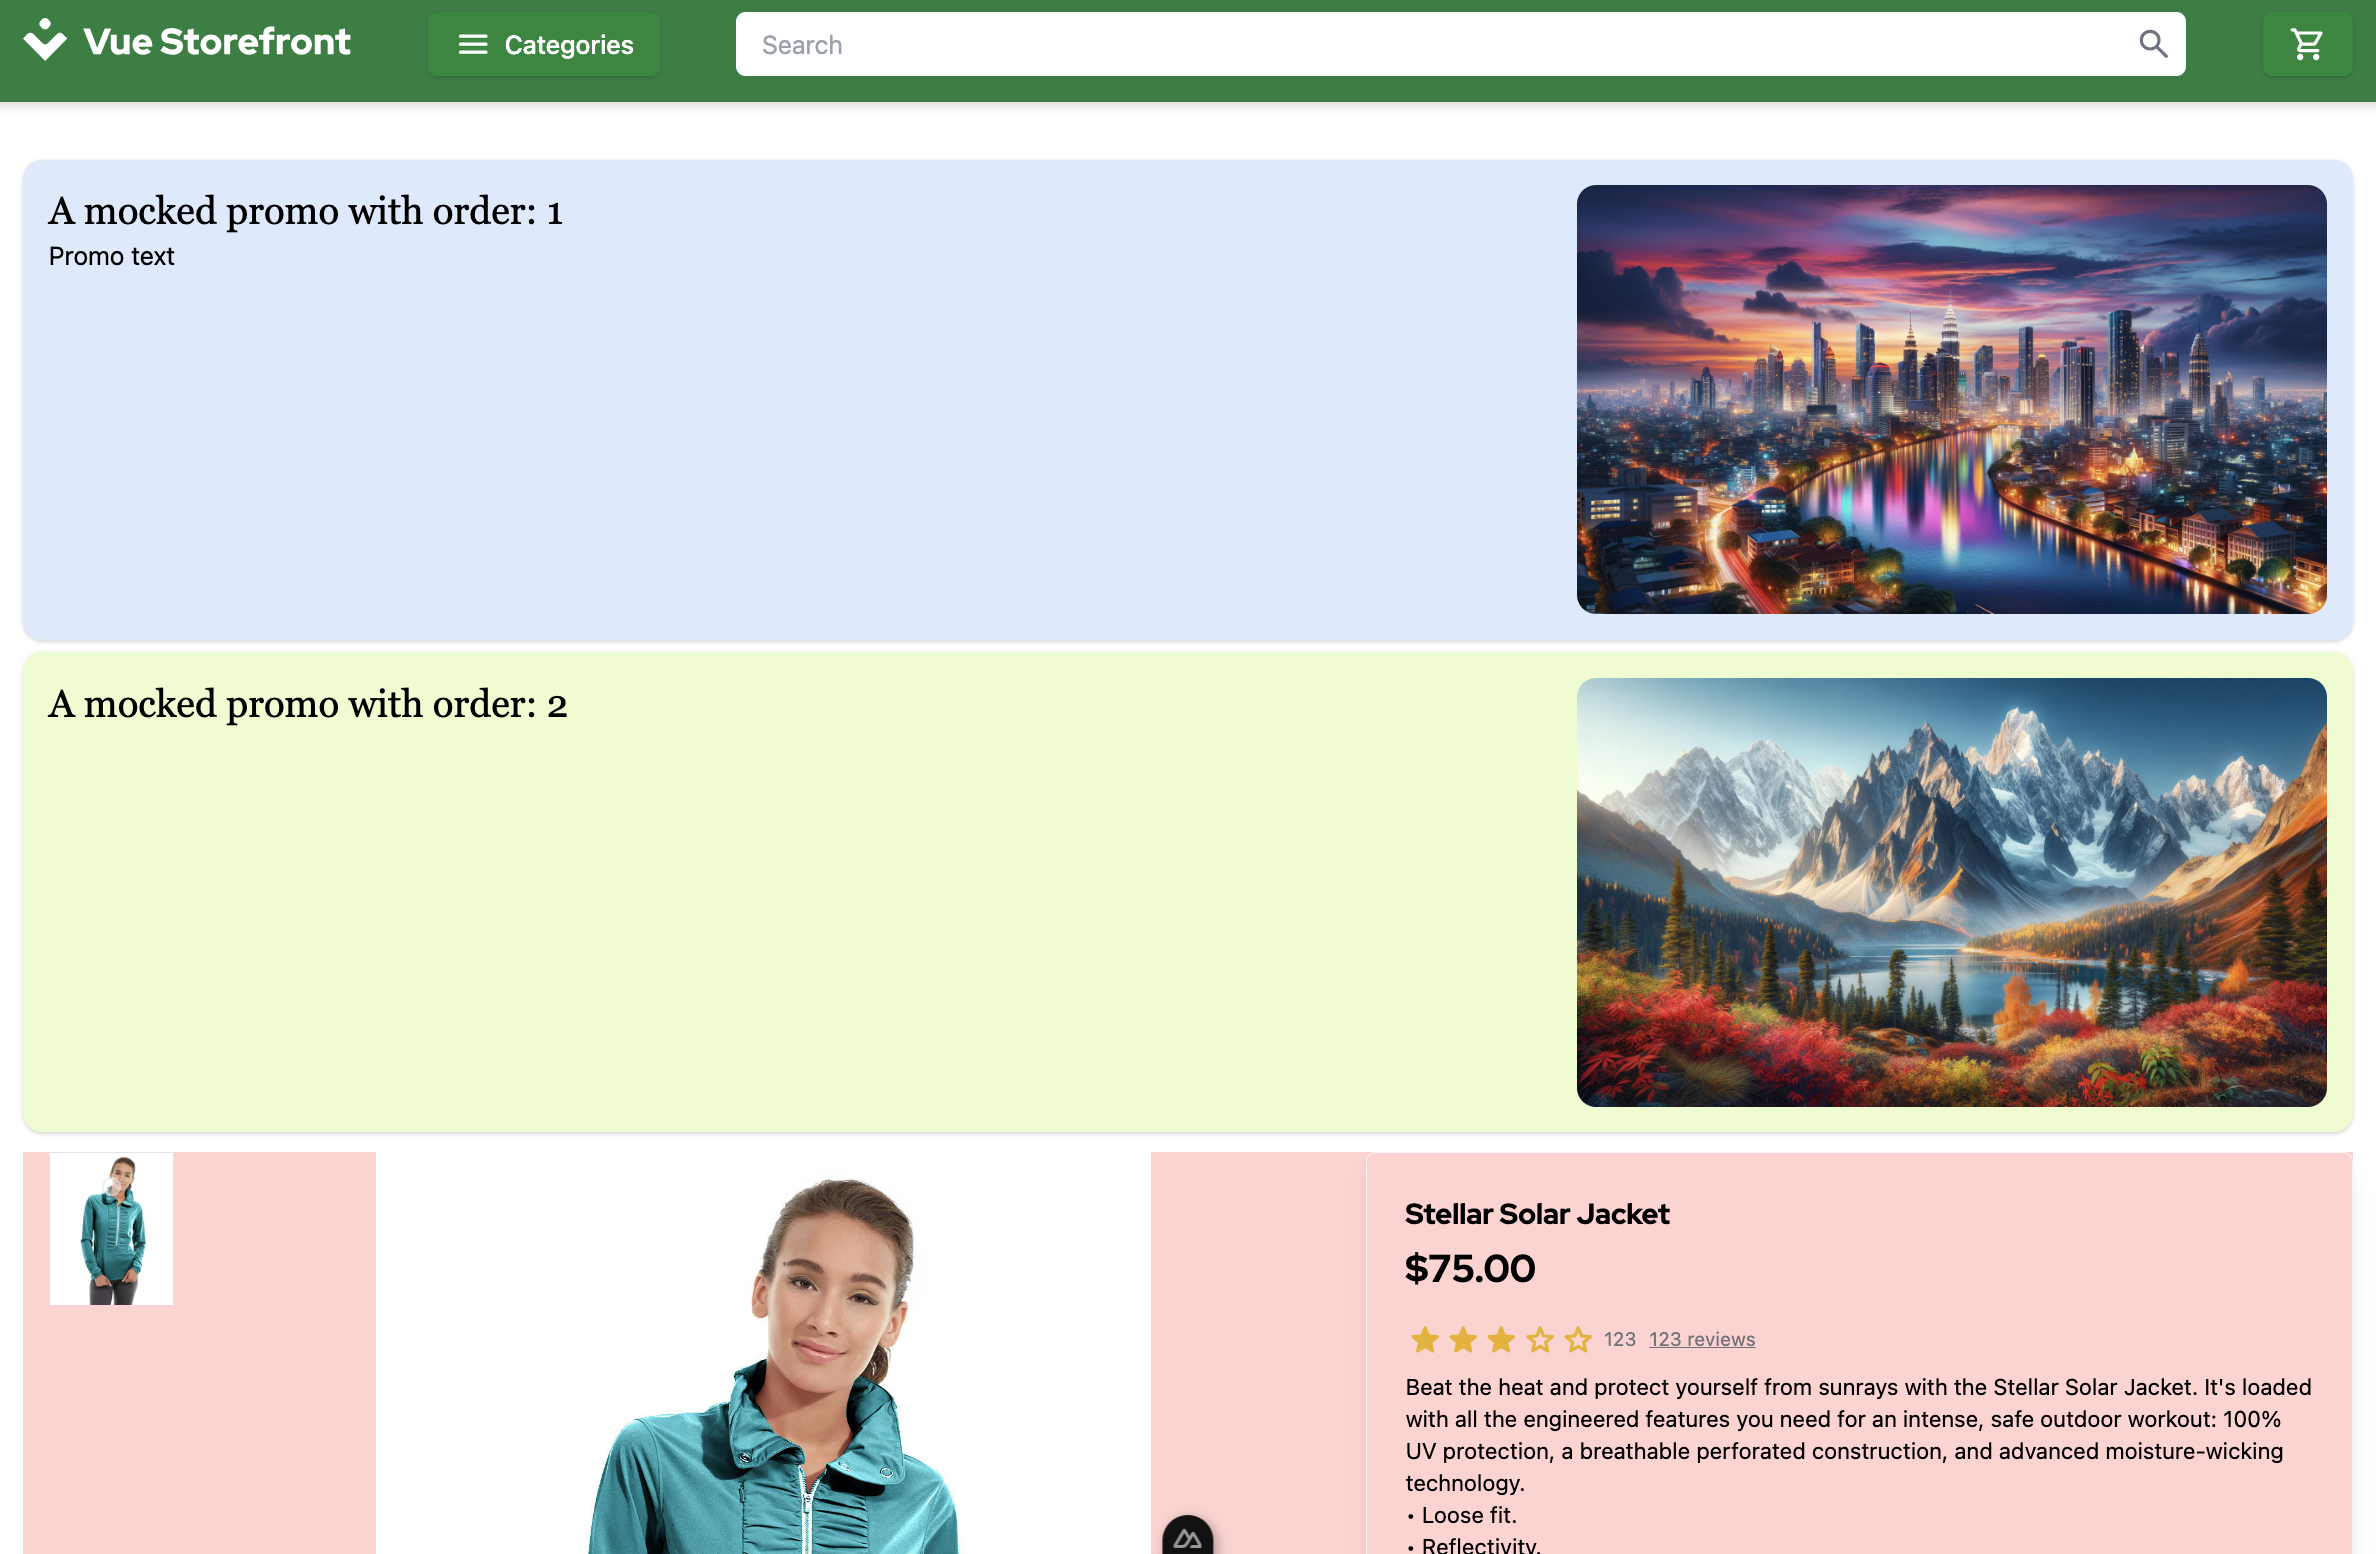 Vue Storefront
Categories
Search
A mocked promo with order: 1
Promo text
A mocked promo with order: 2
Stellar Solar Jacket
$75.00
123 123 reviews
Beat the heat and protect yourself from sunrays with the Stellar Solar Jacket. It's loaded
with all the engineered features you need for an intense, safe outdoor workout: 100%
UV protection, a breathable perforated construction, and advanced moisture-wicking
technology.
• Loose fit.
• Reflectivity.